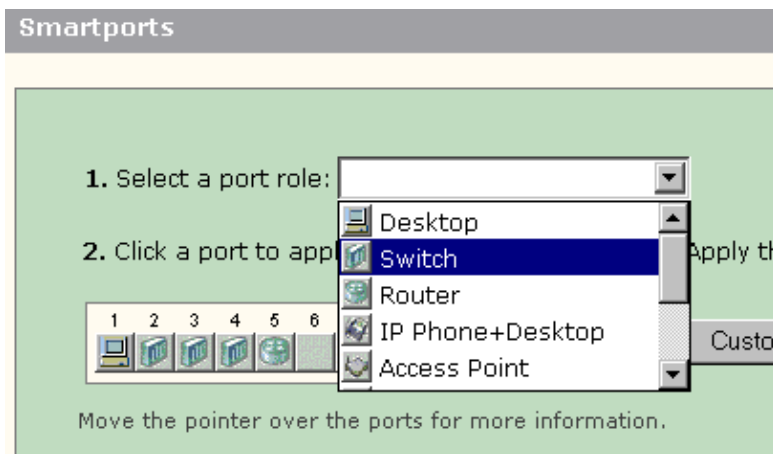 Smartports
1. Select a port role:
Desktop
2. Click a port to appl
Switch
Apply th
Router
1 2 3 4 5 6
IP Phone+Desktop
Custo
Access Point
Move the pointer over the ports for more information.